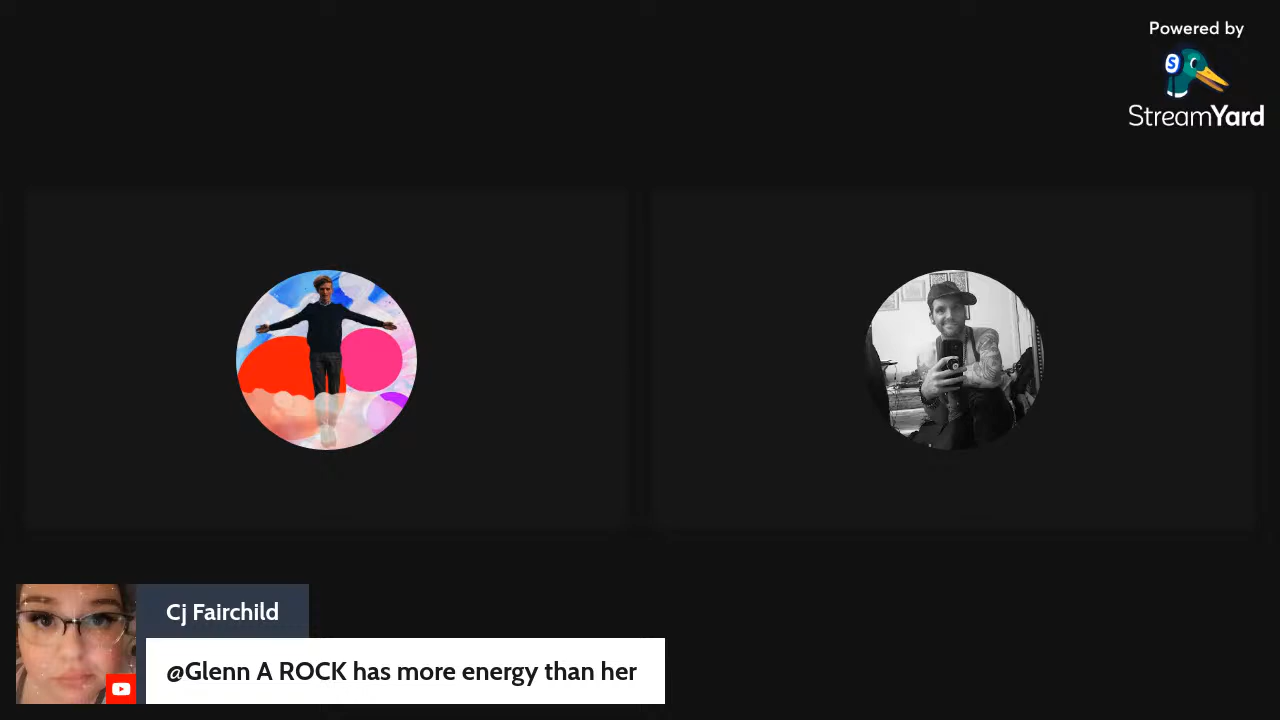 Powered by
S
StreamYard
Cj Fairchild
@Glenn A ROCK has more energy than her